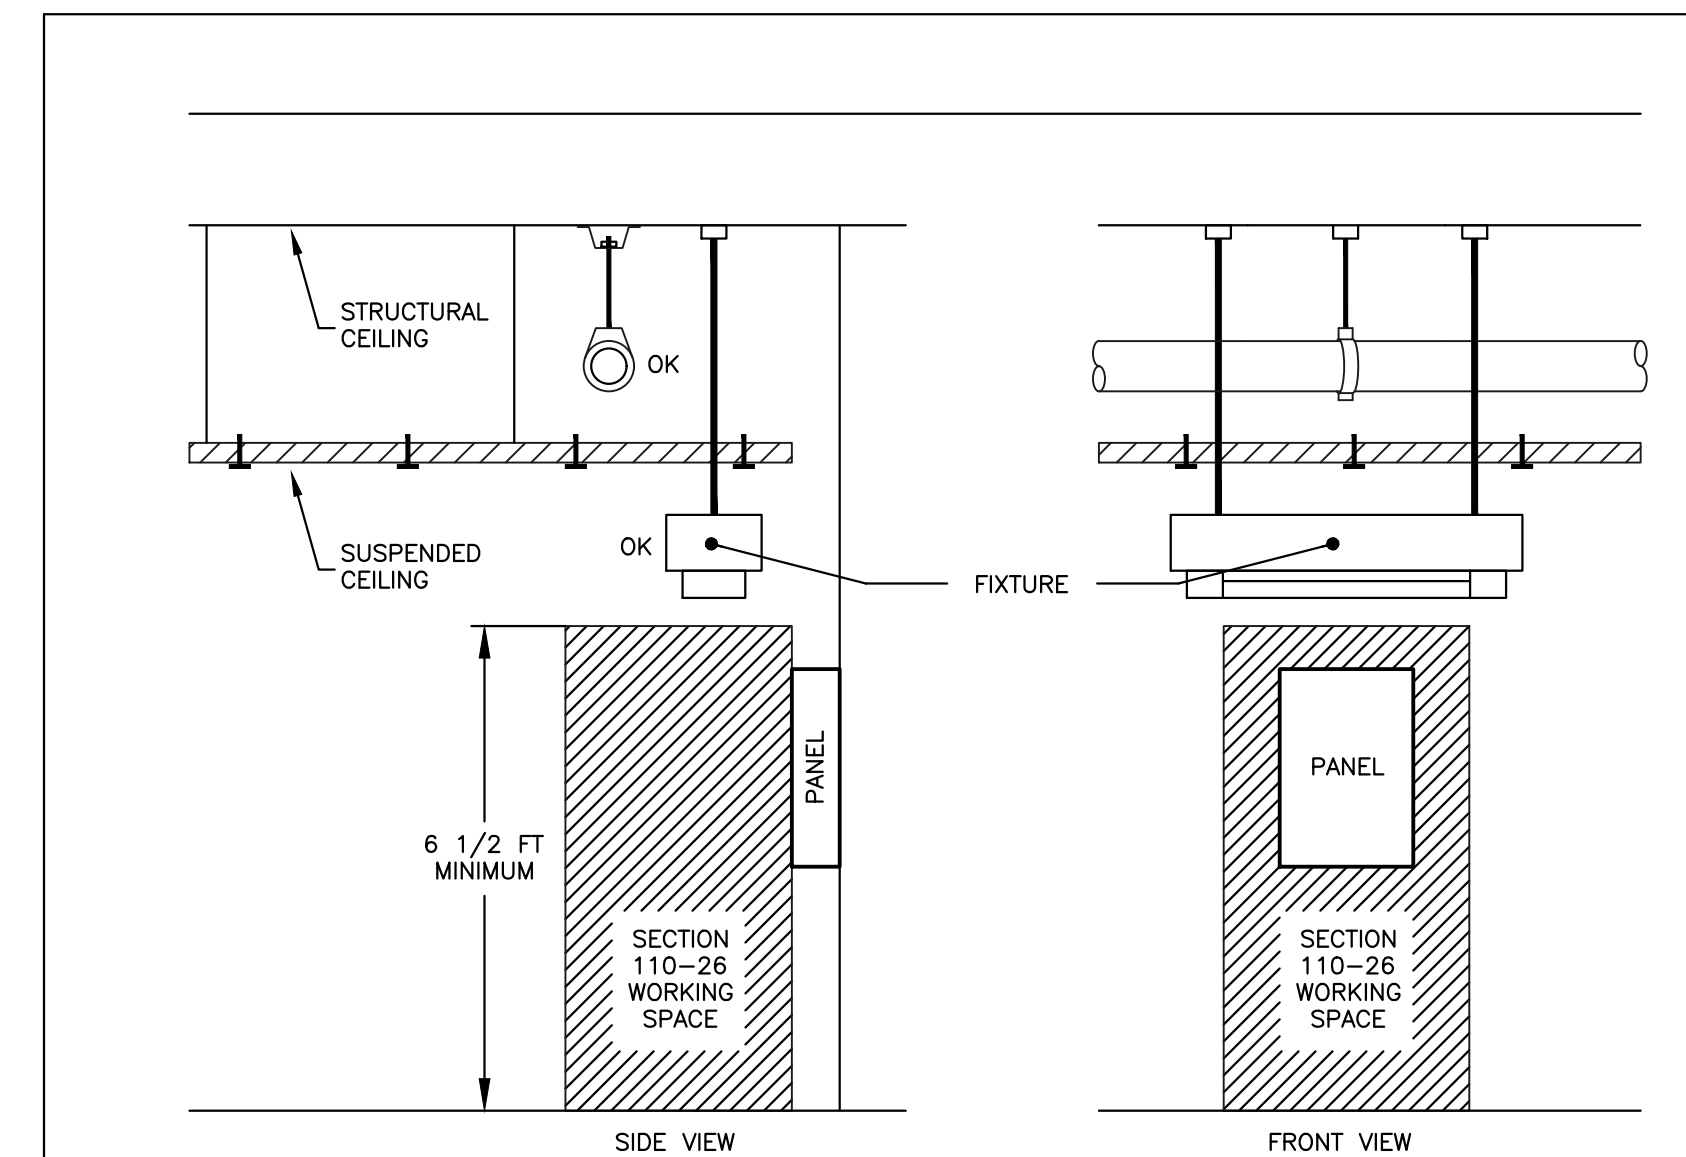 STRUCTURAL
CEILING
OK
SUSPENDED
CEILING
OK
FIXTURE
PANEL
PANEL
6 1/2 FT
MINIMUM
SECTION
110-26
WORKING
SPACE
SECTION
110-26
WORKING
SPACE
SIDE VIEW
FRONT VIEW